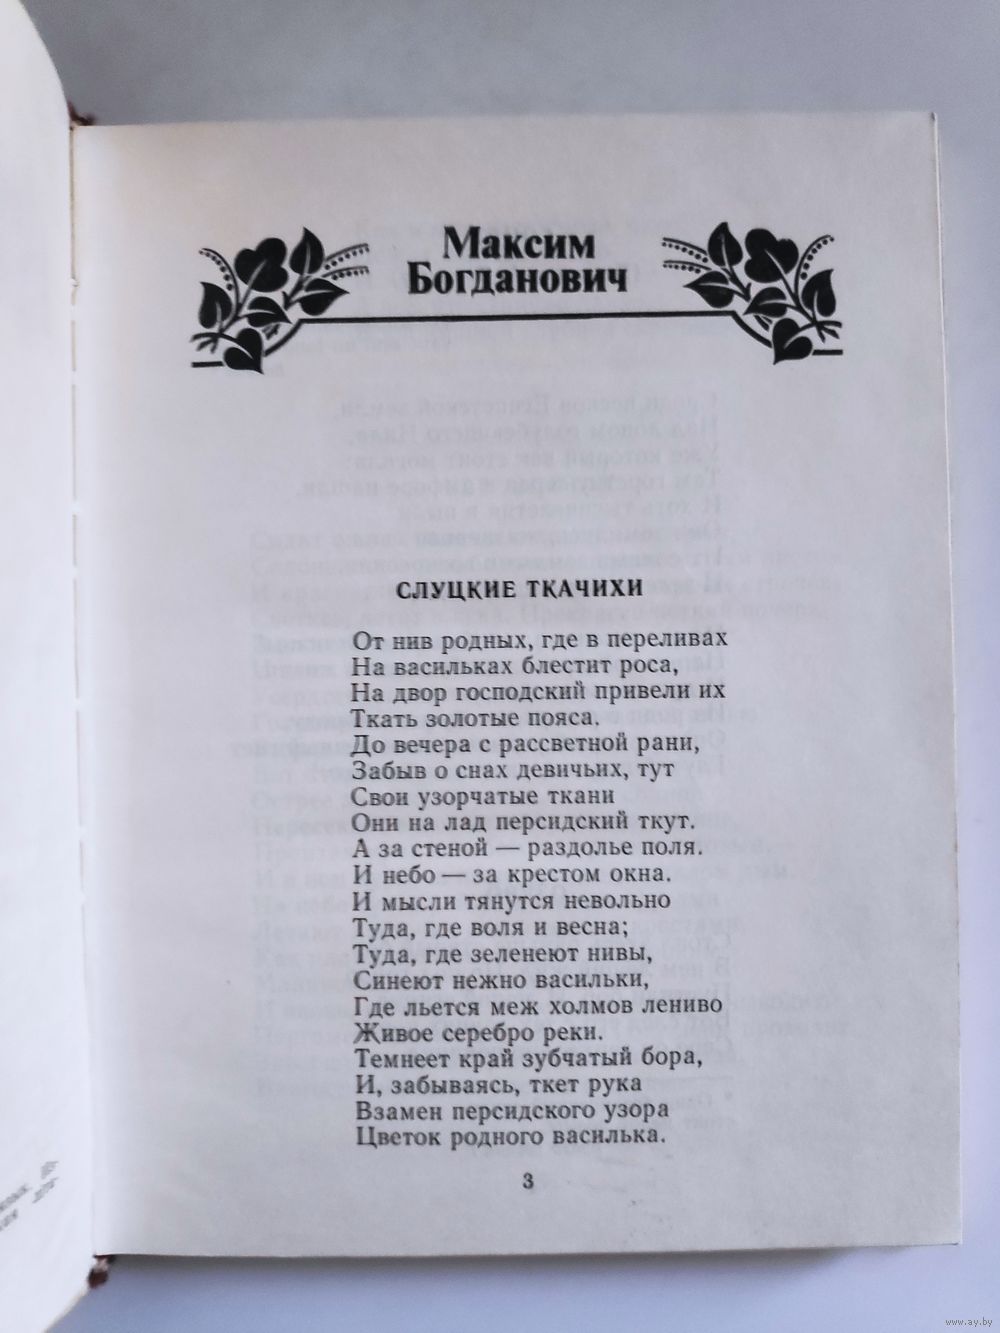 Максим
Богданович
СЛУЦКИЕ ТКАЧИХИ
От нив родных, где в переливах
На васильках блестит роса,
На двор господский привели их
Ткать золотые пояса.
До вечера с рассветной рани,
Забыв о снах девичьих, тут
Свои узорчатые ткани
Они на лад персидский ткут.
А за стеной — раздолье поля.
И небо — за крестом окна.
И мысли тянутся невольно
Туда, где воля и весна;
Туда, где зеленеют нивы,
Синеют нежно васильки,
Где льется меж холмов лениво
Живое серебро реки.
Темнеет край зубчатый бора,
И, забываясь, ткет рука
Взамен персидского узора
Цветок родного василька.
3
www.ay.by